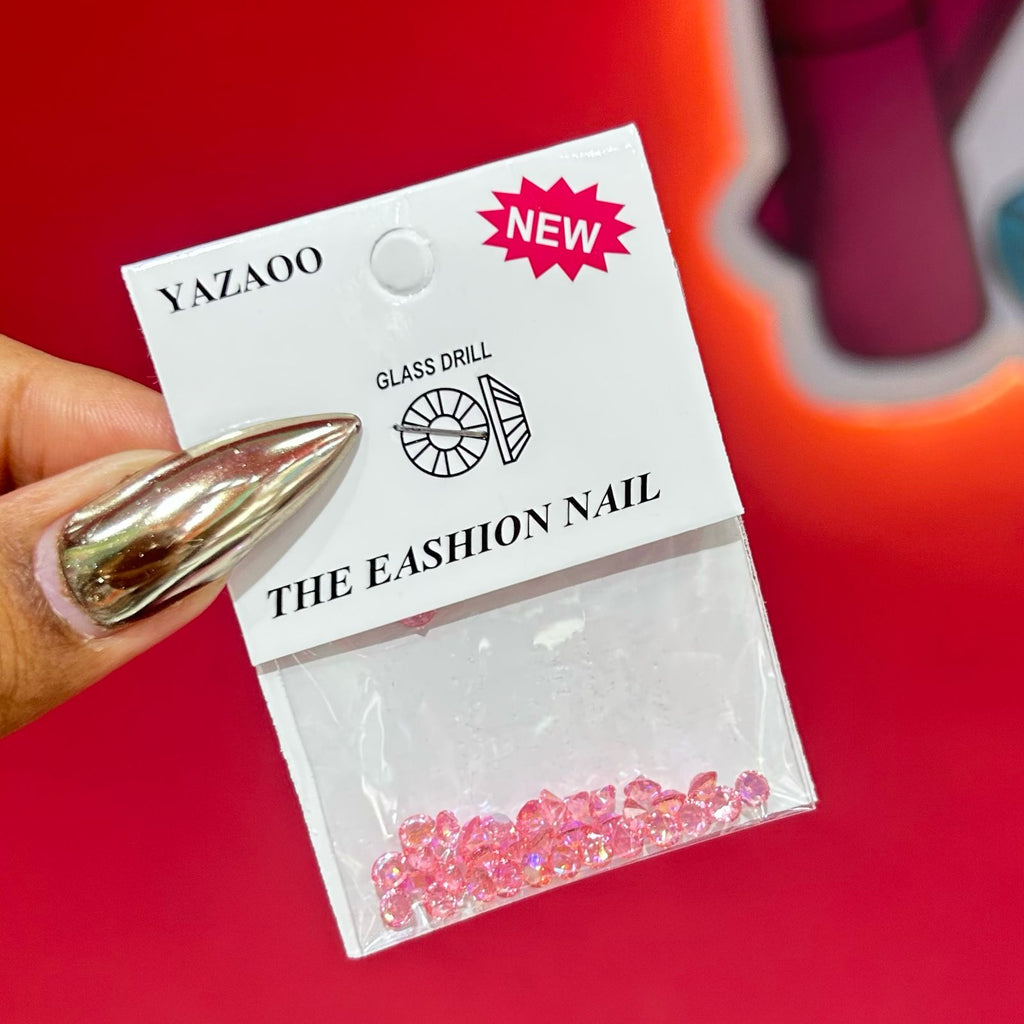 YAZAOO
NEW
GLASS DRILL
THE EASHION NAIL